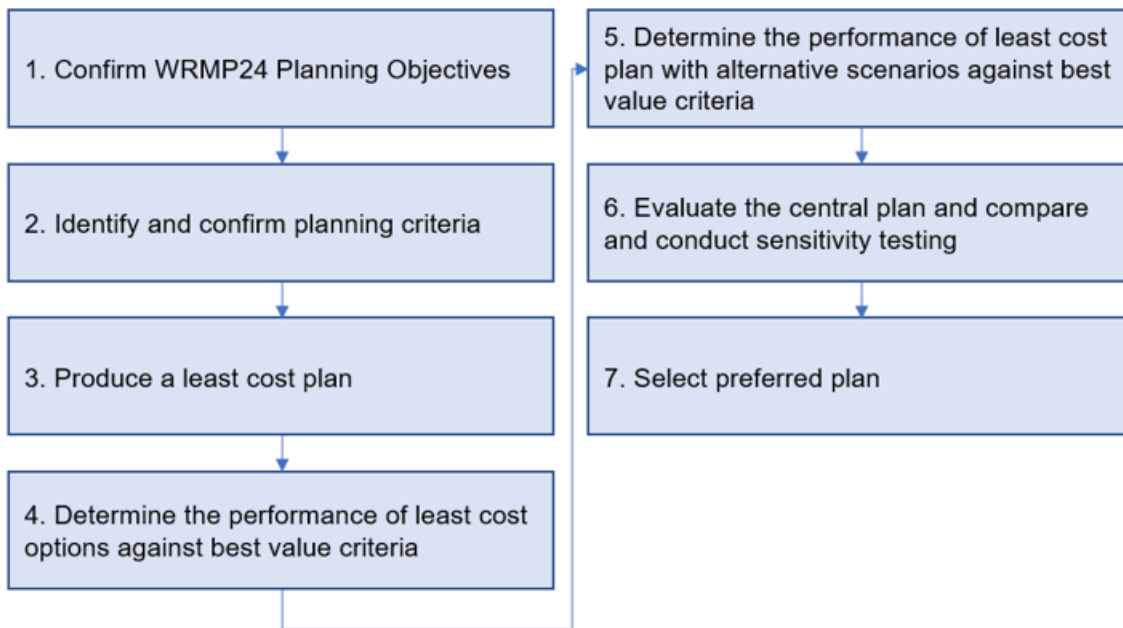 1. Confirm WRMP24 Planning Objectives
2. Identify and confirm planning criteria
3. Produce a least cost plan
4. Determine the performance of least cost
options against best value criteria
5. Determine the performance of least cost
plan with alternative scenarios against best
value criteria
6. Evaluate the central plan and compare
and conduct sensitivity testing
7. Select preferred plan